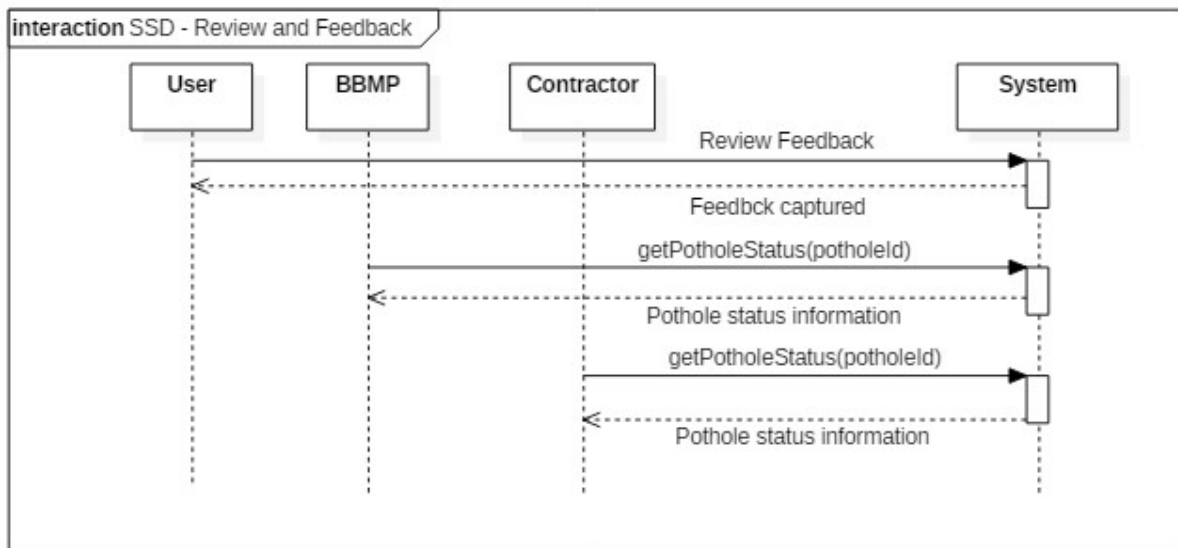 interaction SSD - Review and Feedback
User
BBMP
Contractor
System
Review Feedback
Feedbck captured
getPotholeStatus(potholeId)
Pothole status information
getPotholeStatus(potholeId)
Pothole status information